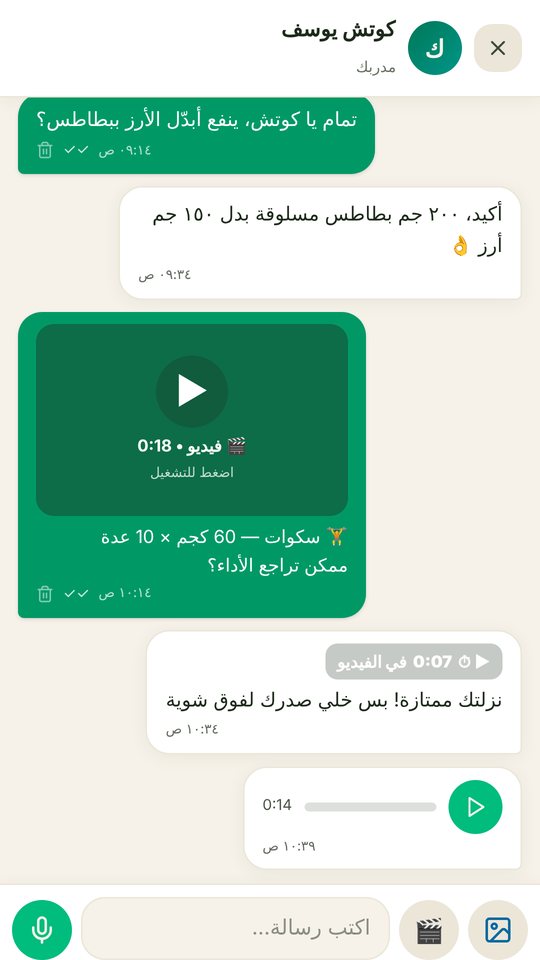 كوتش يوسف
ك
مدربك
تمام يا كوتش، ينفع أبدّل الأرز ببطاطس؟
٠٩:١٤ ص
أكيد، ٢٠٠ جم بطاطس مسلوقة بدل ١٥٠ جم
أرز 👌
٠٩:٣٤ ص
🎬 فيديو • 0:18
اضغط للتشغيل
🏋️ سكوات — 60 كجم × 10 عدة
ممكن تراجع الأداء؟
١٠:١٤ ص
▶ ⏱ 0:07 في الفيديو
نزلتك ممتازة! بس خلي صدرك لفوق شوية
١٠:٣٤ ص
0:14
١٠:٣٩ ص
اكتب رسالة...